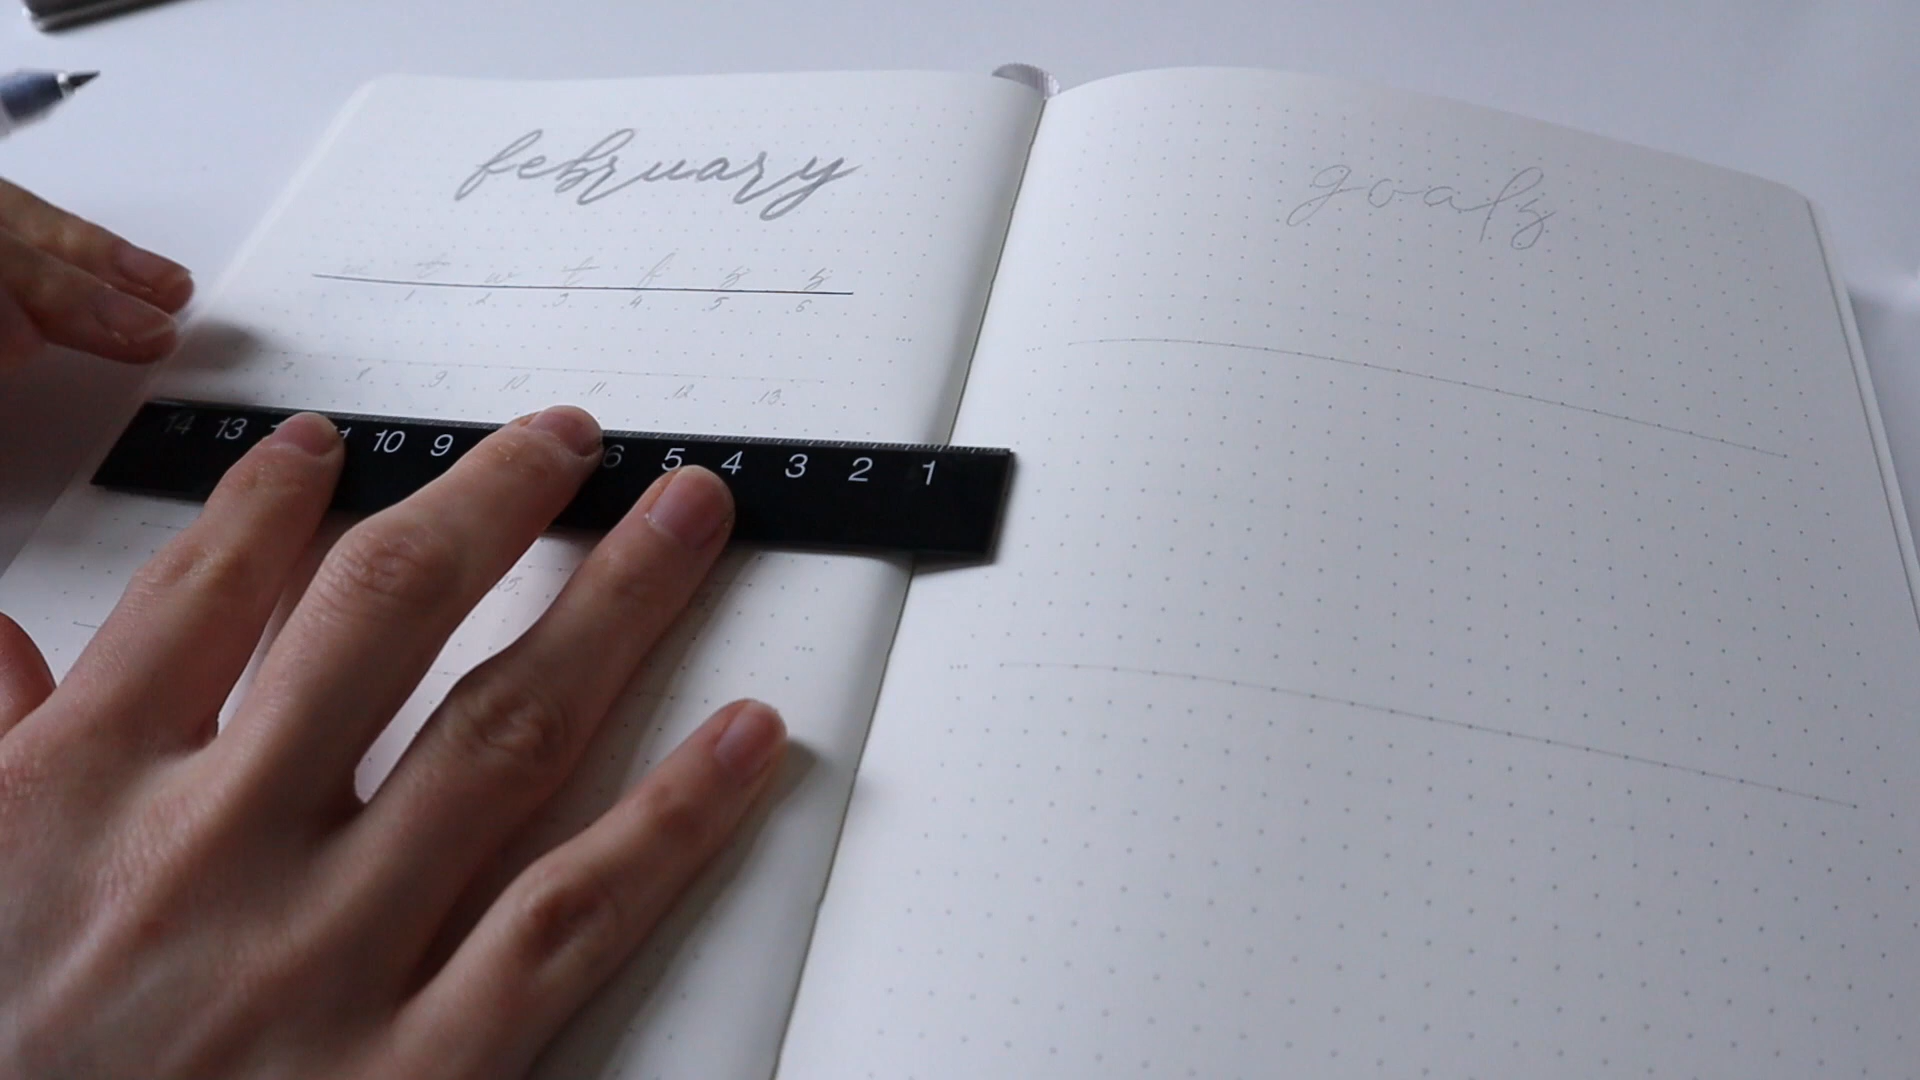 february
goals
m t w t f s s
1 2 3 4 5 6
7 8 9 10 11 12 13
14 13 10 9 6 5 4 3 2 1